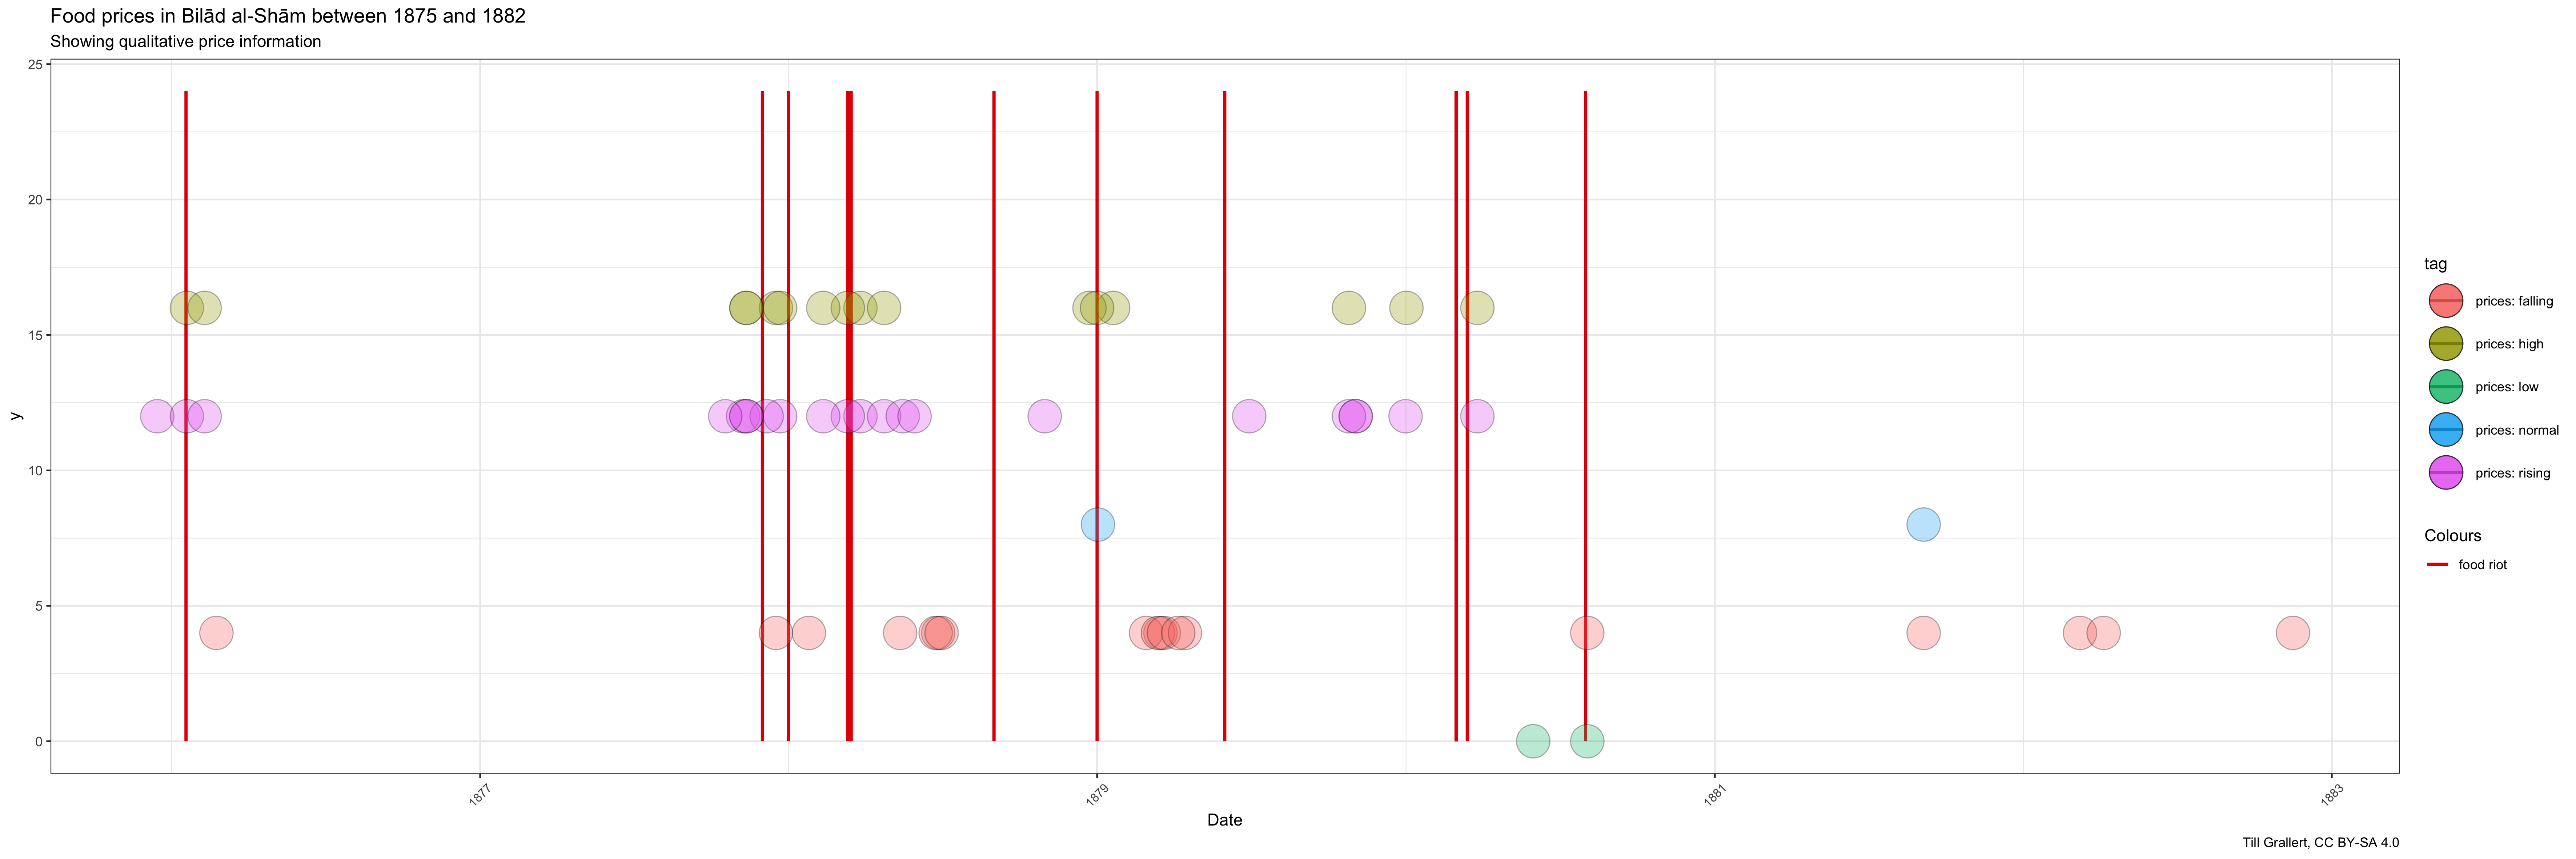 Food prices in Bilād al-Shām between 1875 and 1882
Showing qualitative price information
25
20
15
10
5
0
y
1877
1879
1881
1883
Date
tag
prices: falling
prices: high
prices: low
prices: normal
prices: rising
Colours
food riot
Till Grallert, CC BY-SA 4.0